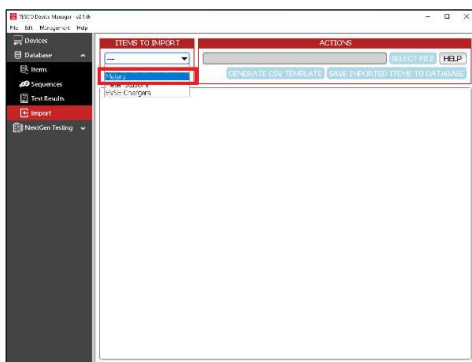 TESCO Device Manager - v2.1.6
File Edit Management Help
Devices
Database
Items
Sequences
Test Results
Import
NextGen Testing
ITEMS TO IMPORT
---
Meters
EVSE Chargers
ACTIONS
SELECT FILE
HELP
GENERATE CSV TEMPLATE
SAVE IMPORTED ITEMS TO DATABASE